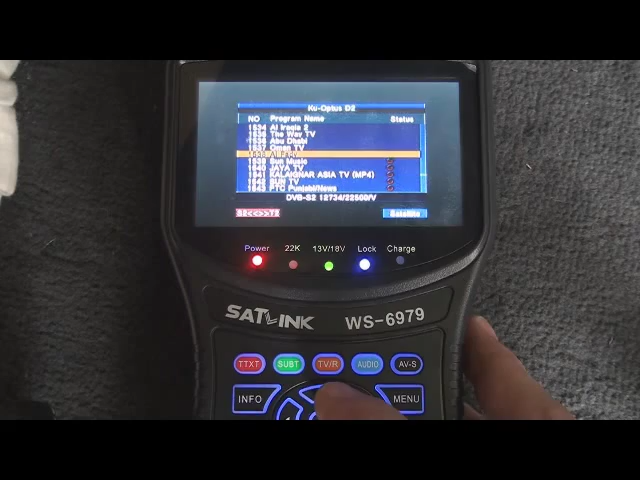 Ku-Optus D2
NO Program Name Status
1534 Al Iraqia 2
1535 The Way TV
1536 Abu Dhabi
1537 Oman TV
1538 Al Fady
1539 Sun Music
1540 JAYA TV
1541 KALAIGNAR ASIA TV (MP4)
1542 SUN TV
1543 PTC Punjabi/News
DVB-S2 12734/22500/V
Satellite
Power 22K 13V/18V Lock Charge
SATLINK WS-6979
TTXT SUBT TV/R AUDIO AV-S
INFO MENU